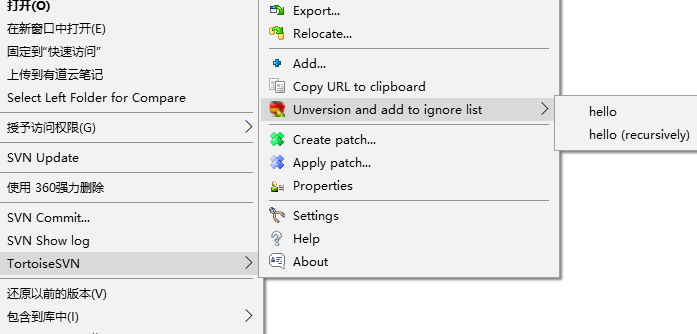 打开(O)
在新窗口中打开(E)
固定到"快速访问"
上传到有道云笔记
Select Left Folder for Compare
授予访问权限(G)
SVN Update
使用 360强力删除
SVN Commit...
SVN Show log
TortoiseSVN
还原以前的版本(V)
包含到库中(I)
Export...
Relocate...
Add...
Copy URL to clipboard
Unversion and add to ignore list
Create patch...
Apply patch...
Properties
Settings
Help
About
hello
hello (recursively)